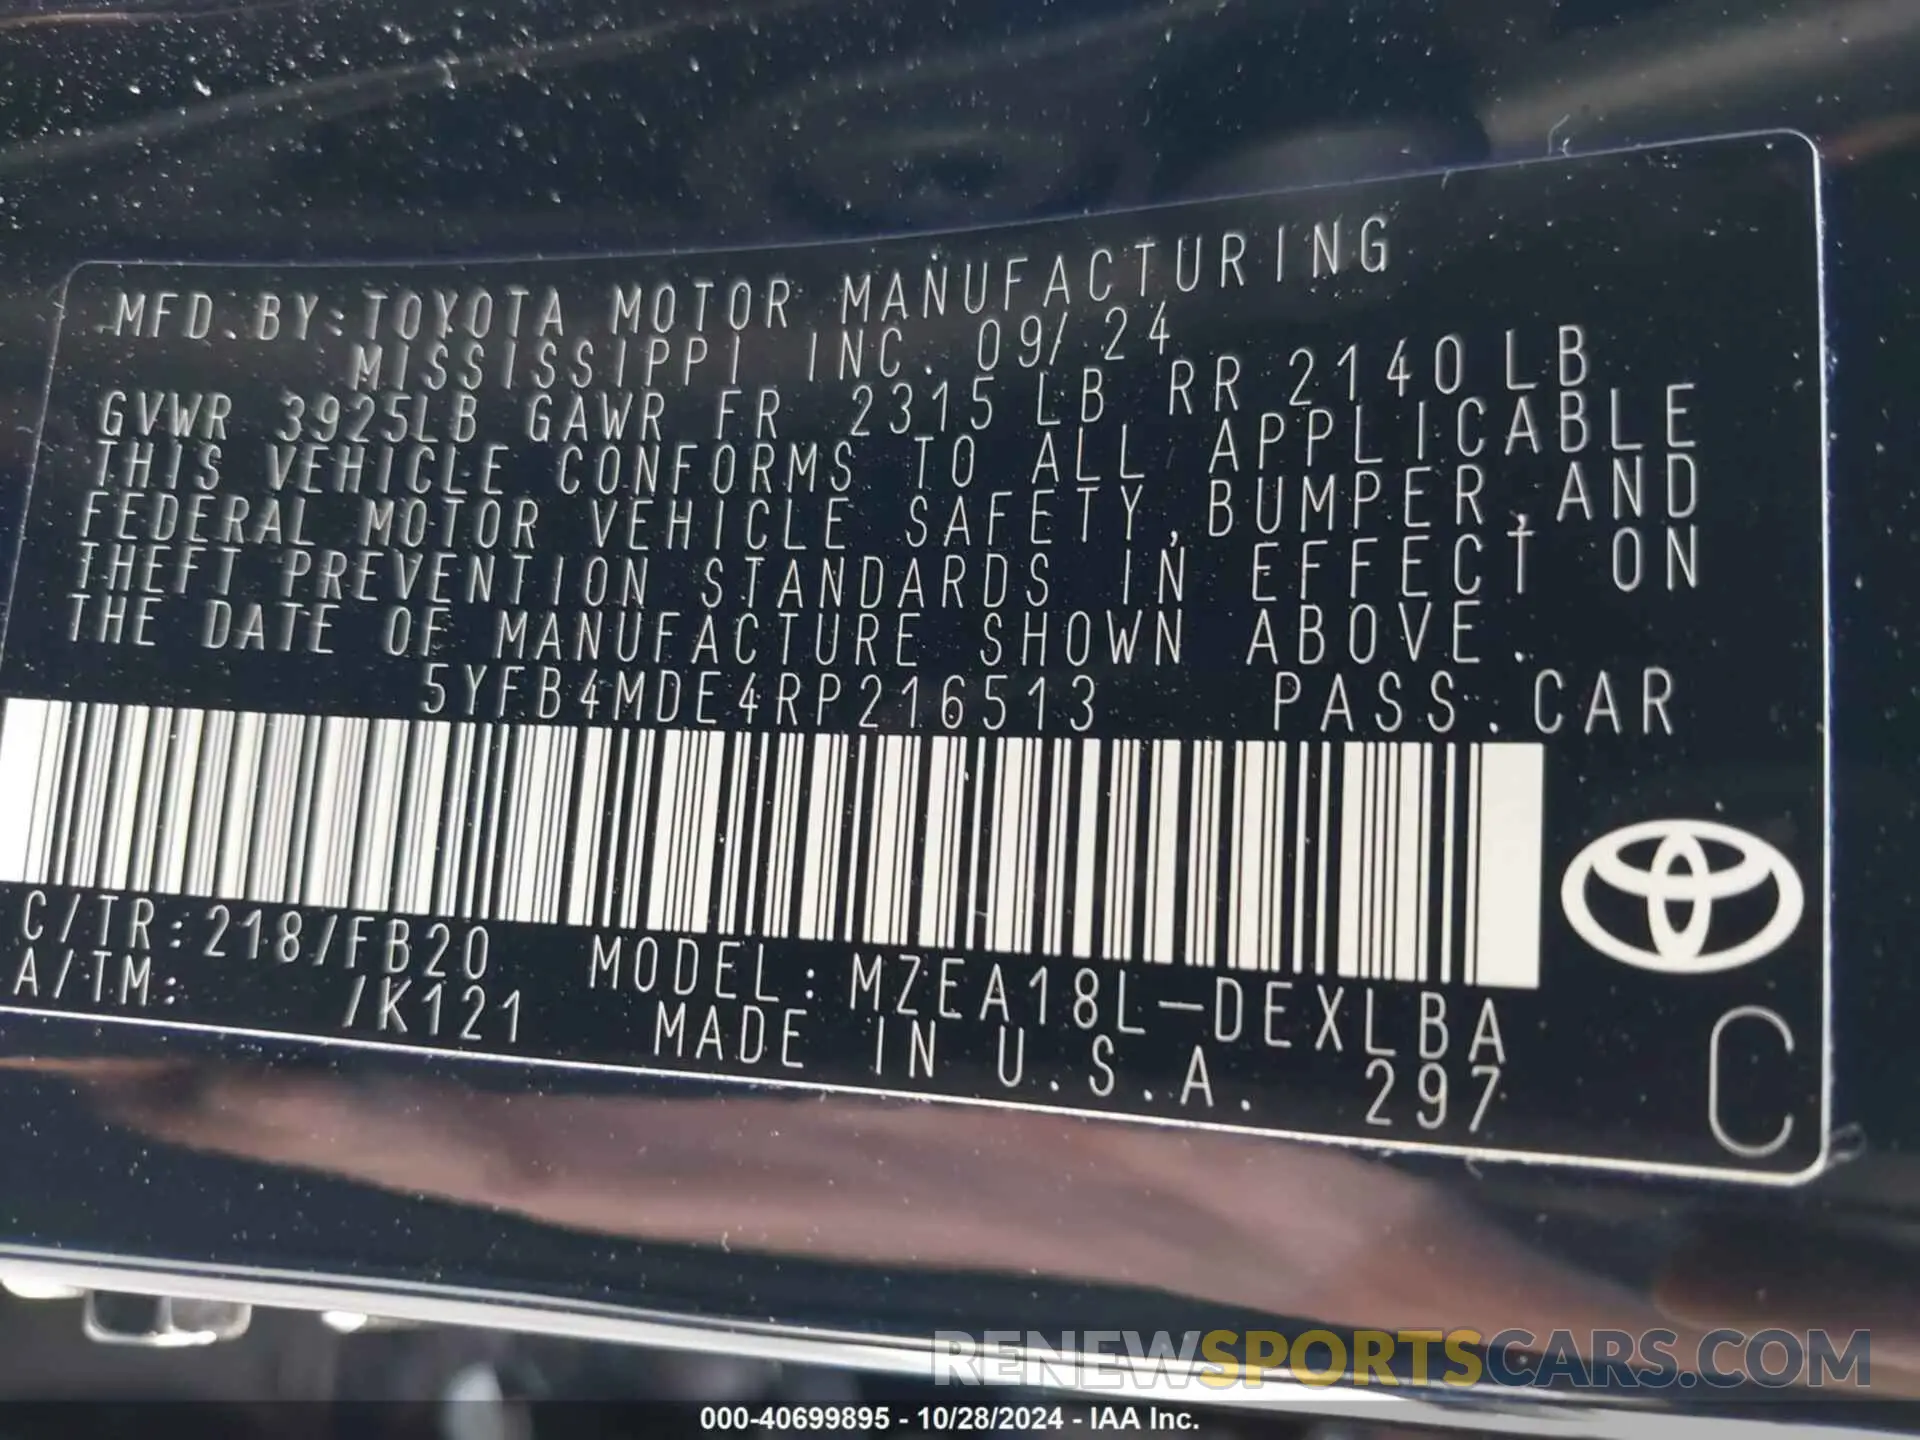 MFD. BY: TOYOTA MOTOR MANUFACTURING
MISSISSIPPI INC. 09/ 24
GVWR 3925LB GAWR FR 2315 LB RR 2140 LB
THIS VEHICLE CONFORMS TO ALL APPLICABLE
FEDERAL MOTOR VEHICLE SAFETY, BUMPER, AND
THEFT PREVENTION STANDARDS IN EFFECT ON
THE DATE OF MANUFACTURE SHOWN ABOVE.
5YFB4MDE4RP216513 PASS. CAR
C/TR: 218/FB20 MODEL: MZEA18L-DEXLBA
A/TM: /K121 MADE IN U.S.A. 297
C
RENEWSPORTSCARS.COM
000-40699895 - 10/28/2024 - IAA Inc.